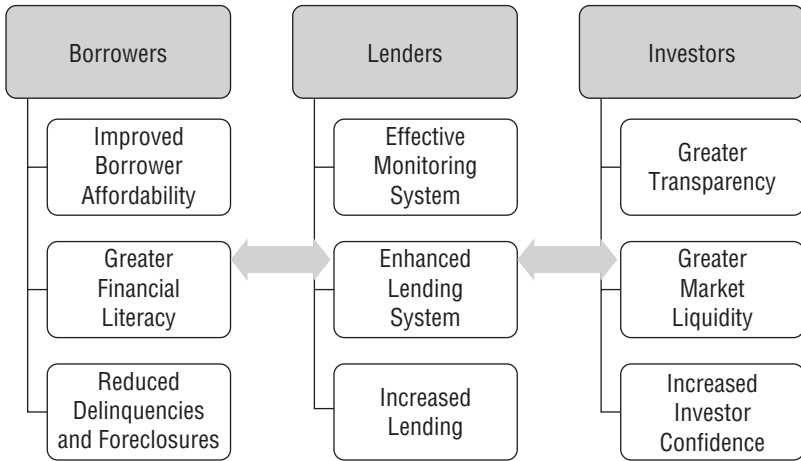 Borrowers
Improved
Borrower
Affordability
Greater
Financial
Literacy
Reduced
Delinquencies
and Foreclosures
Lenders
Effective
Monitoring
System
Enhanced
Lending
System
Increased
Lending
Investors
Greater
Transparency
Greater
Market
Liquidity
Increased
Investor
Confidence